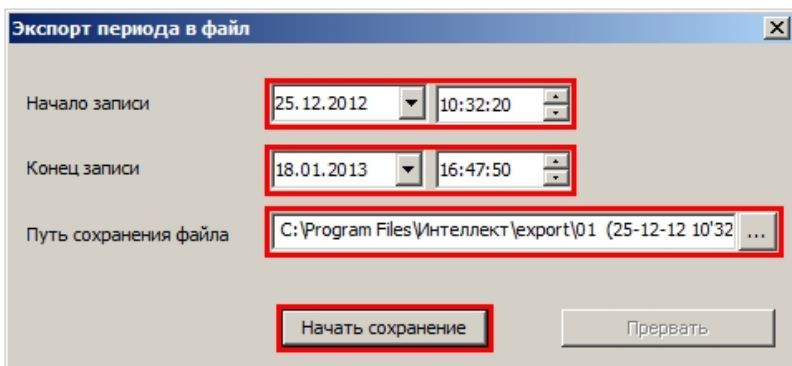 Экспорт периода в файл
Начало записи 25.12.2012 10:32:20
Конец записи 18.01.2013 16:47:50
Путь сохранения файла C:\Program Files\Интеллект\export\01 (25-12-12 10'32 ...
Начать сохранение Прервать